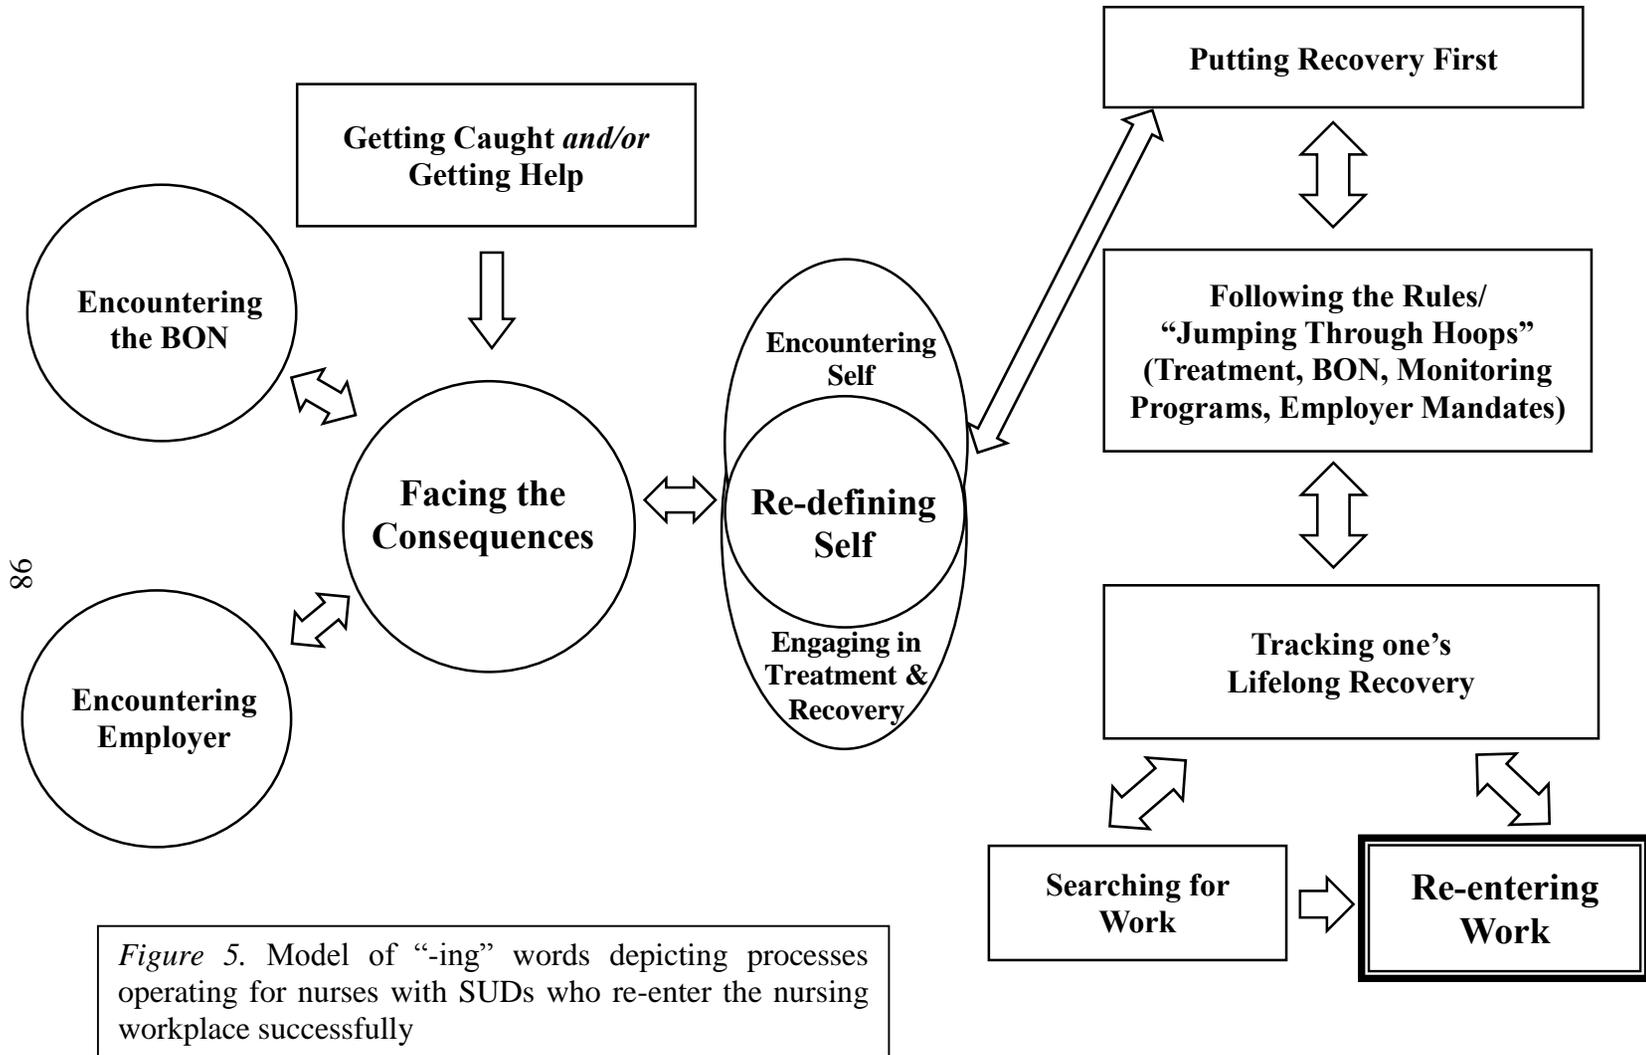 Putting Recovery First
Getting Caught and/or
Getting Help
Encountering
the BON
Encountering
Self
Following the Rules/
“Jumping Through Hoops”
(Treatment, BON, Monitoring
Programs, Employer Mandates)
Facing the
Consequences
Re-defining
Self
98
Engaging in
Treatment &
Recovery
Tracking one’s
Lifelong Recovery
Encountering
Employer
Searching for
Work
Re-entering
Work
Figure 5. Model of “-ing” words depicting processes
operating for nurses with SUDs who re-enter the nursing
workplace successfully